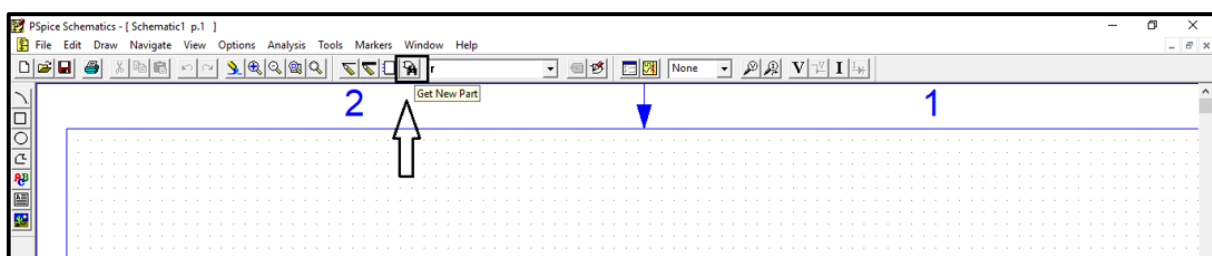 PSpice Schematics - [ Schematic1 p.1 ]
File Edit Draw Navigate View Options Analysis Tools Markers Window Help
r None V V I
Get New Part
2 1